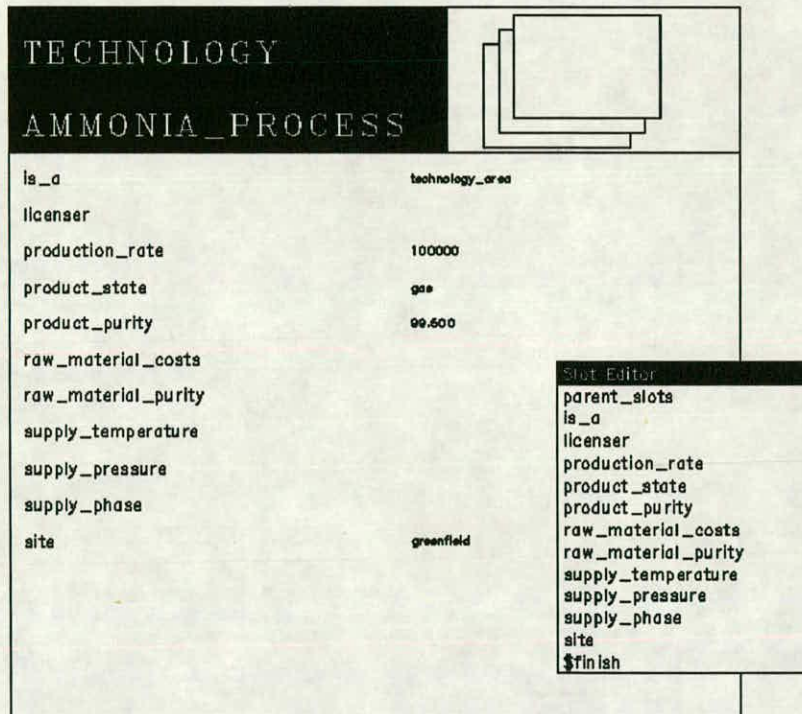 TECHNOLOGY
AMMONIA_PROCESS
is_a technology_area
licenser
production_rate 100000
product_state gas
product_purity 99.500
raw_material_costs
raw_material_purity
supply_temperature
supply_pressure
supply_phase
site greenfield
Slot Editor
parent_slots
is_a
licenser
production_rate
product_state
product_purity
raw_material_costs
raw_material_purity
supply_temperature
supply_pressure
supply_phase
site
$finish